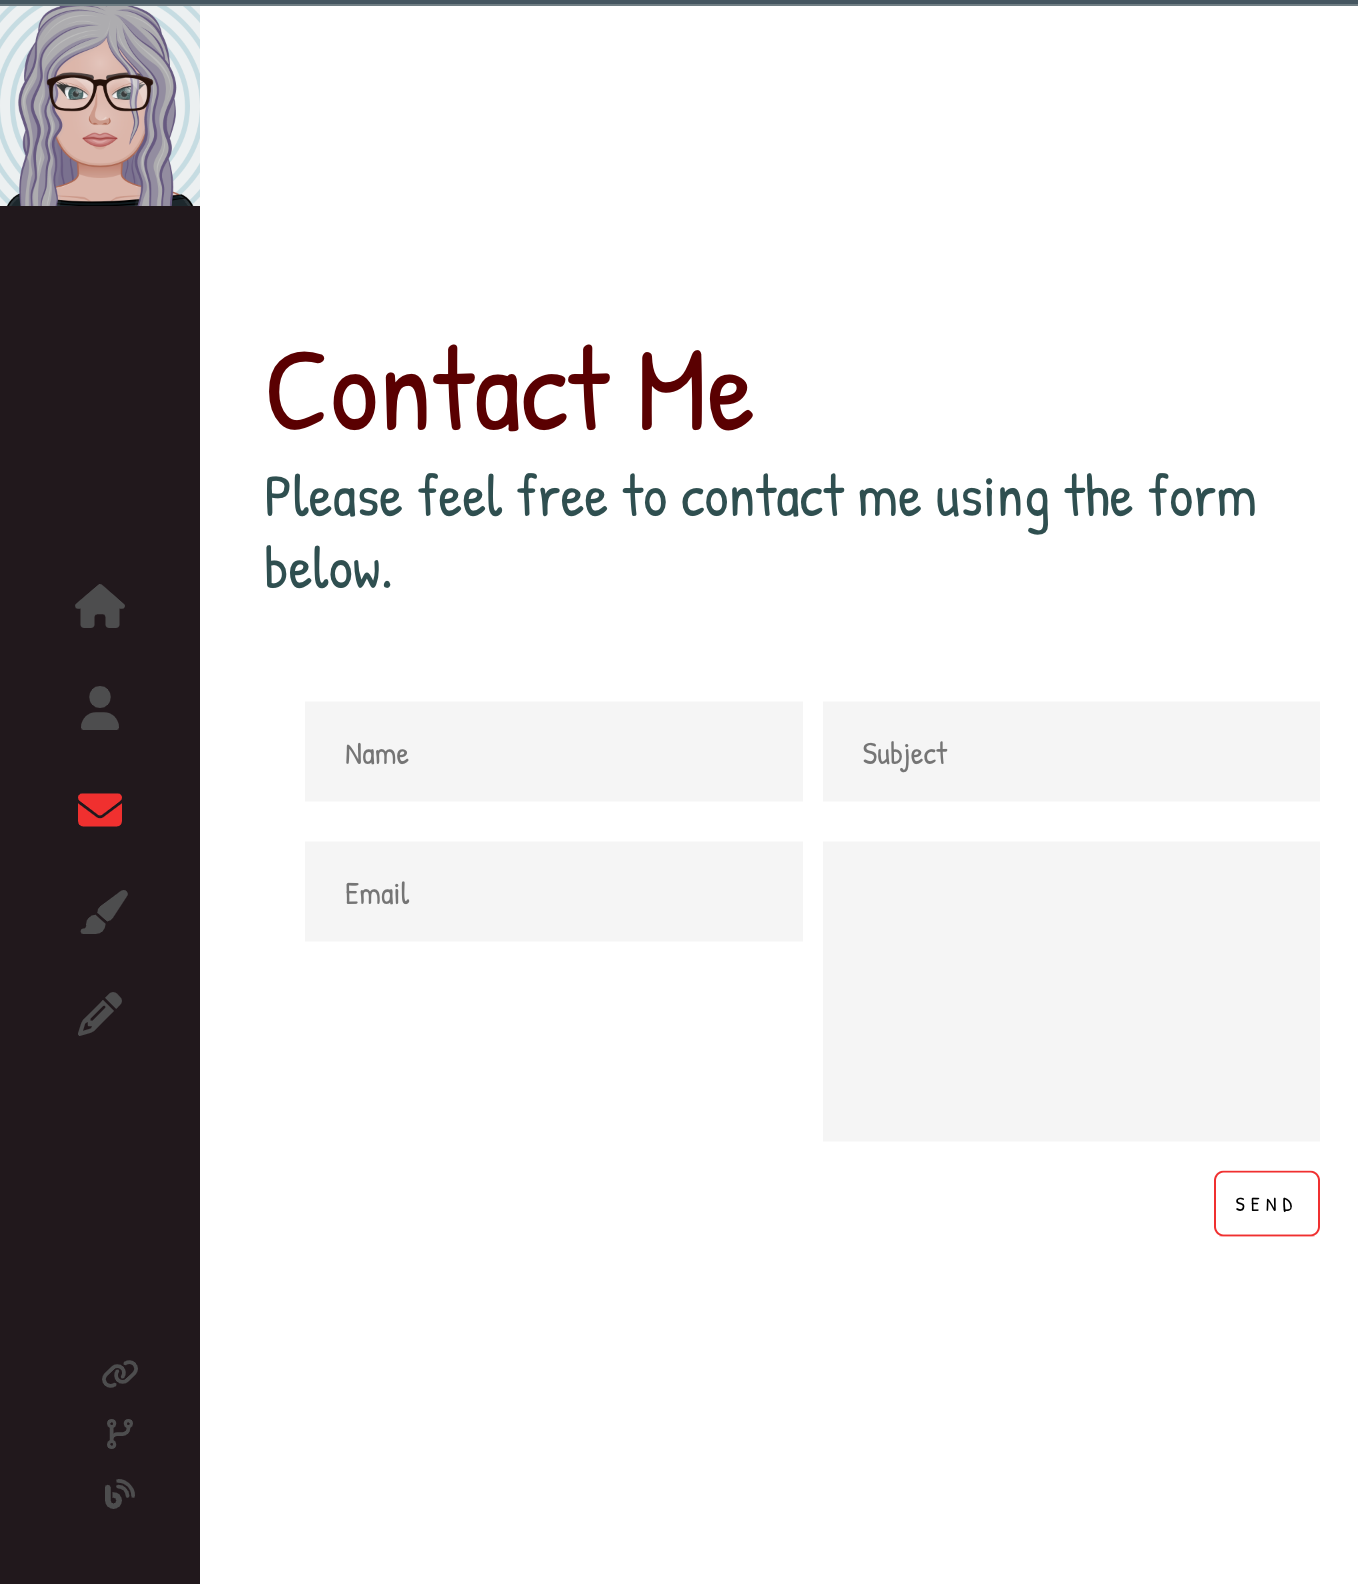 Contact Me
Please feel free to contact me using the form
below.
Name
Subject
Email
SEND